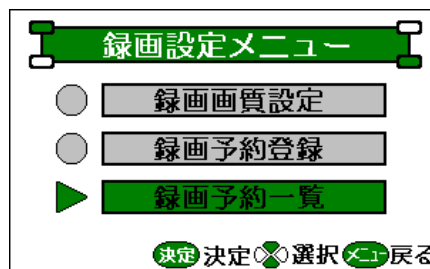 録画設定メニュー
録画画質設定
録画予約登録
録画予約一覧
決定 決定 選択 メニュー 戻る